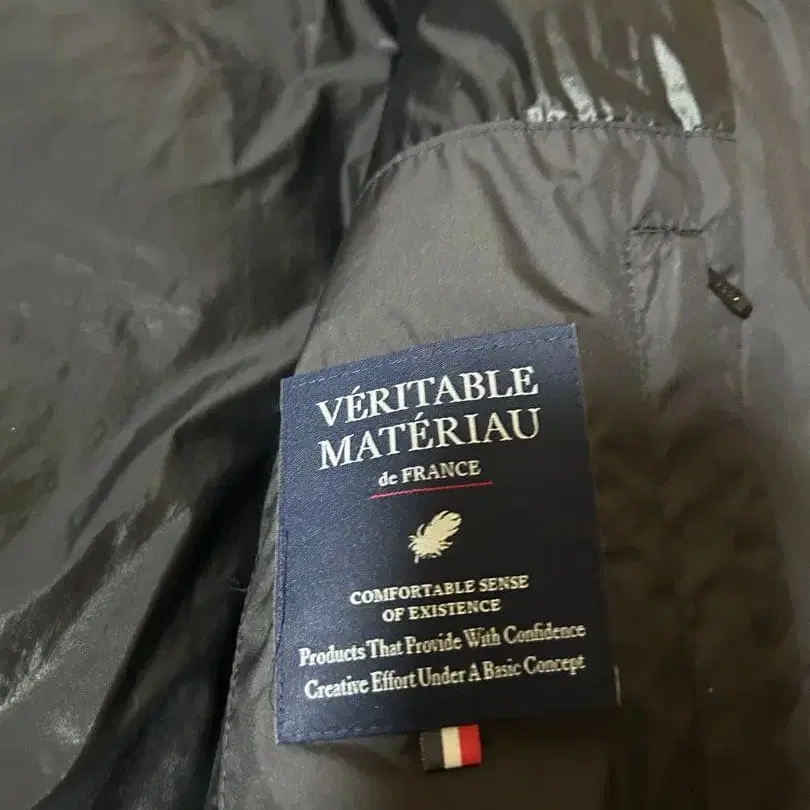 VÉRITABLE
MATÉRIAU
de FRANCE
COMFORTABLE SENSE
OF EXISTENCE
Products That Provide With Confidence
Creative Effort Under A Basic Concept